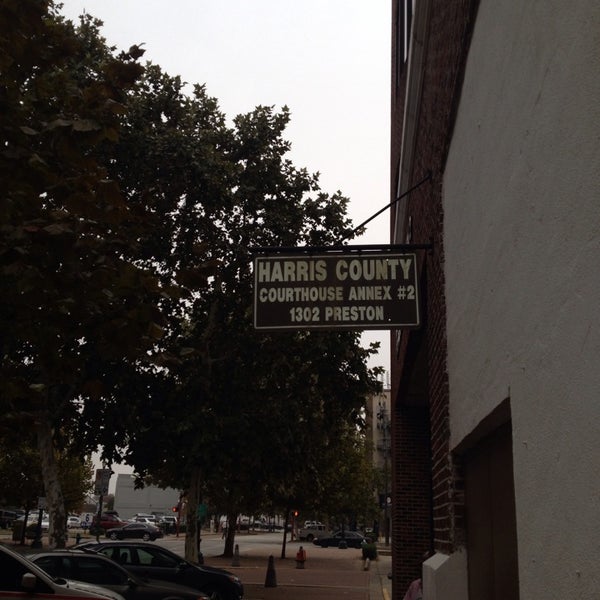 HARRIS COUNTY
COURTHOUSE ANNEX #2
1302 PRESTON